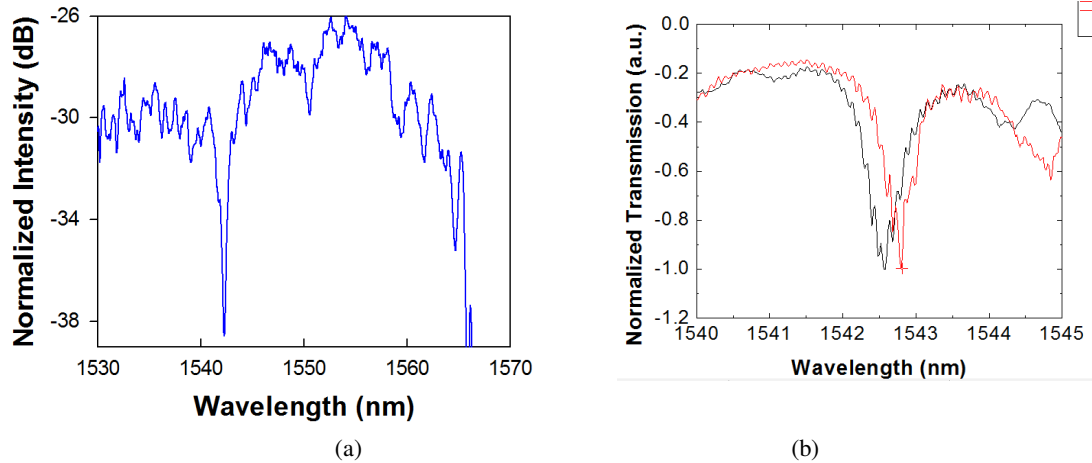 -26
-30
-34
-38
Normalized Intensity (dB)
1530 1540 1550 1560 1570
Wavelength (nm)
(a)
0.0
-0.2
-0.4
-0.6
-0.8
-1.0
-1.2
Normalized Transmission (a.u.)
1540 1541 1542 1543 1544 1545
Wavelength (nm)
(b)